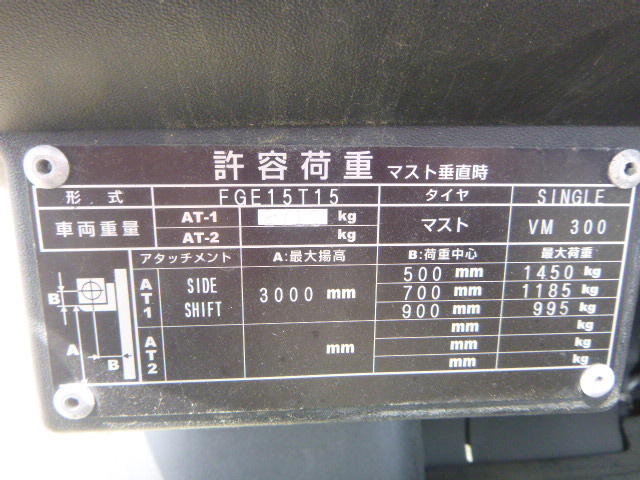 許容荷重 マスト垂直時
形式 FGE15T15 タイヤ SINGLE
車両重量 AT-1 kg マスト VM 300
AT-2 kg
アタッチメント A:最大揚高 B:荷重中心 最大荷重
AT1 SIDE SHIFT 3000 mm 500 mm 1450 kg
700 mm 1185 kg
900 mm 995 kg
AT2 mm mm kg
mm kg
mm kg
B
A
B